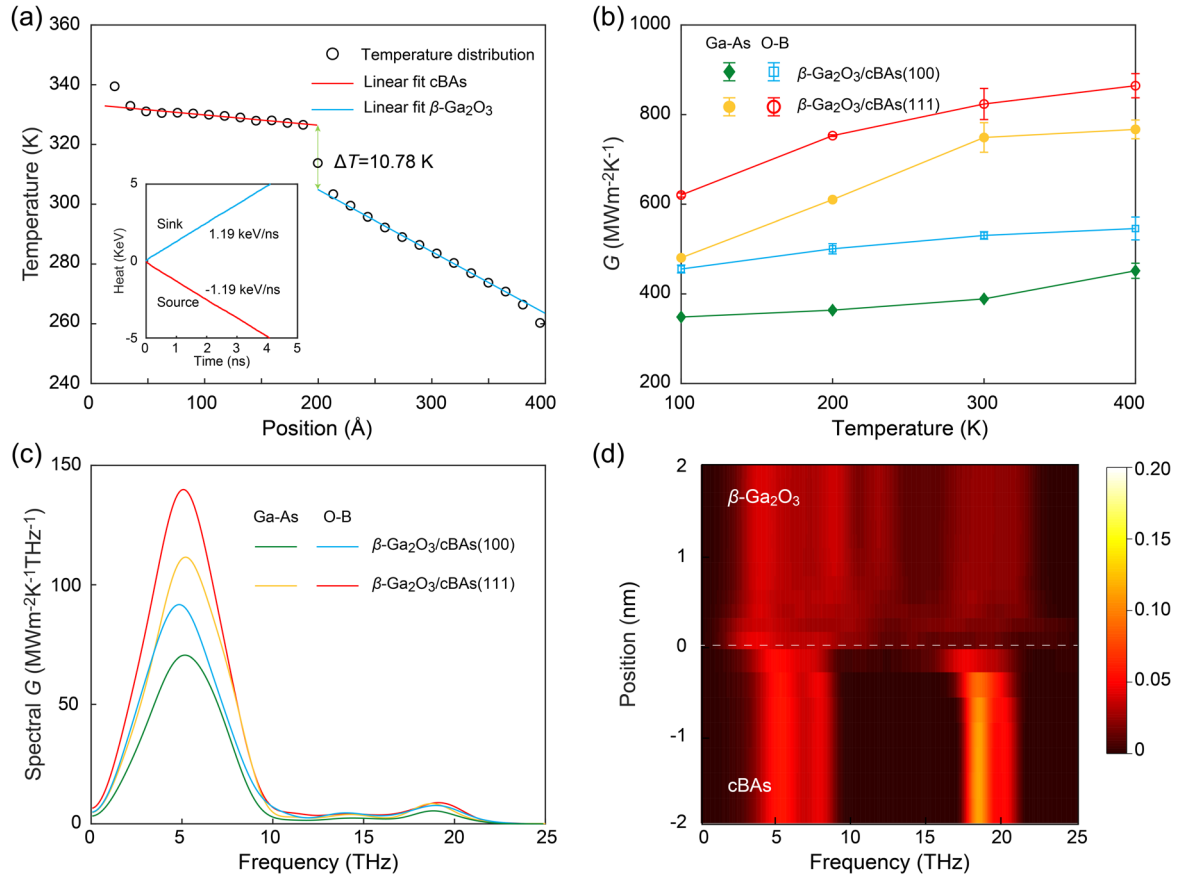 (a)
360
340
320
300
280
260
240
Temperature (K)
Temperature distribution
Linear fit cBAs
Linear fit β-Ga₂O₃
ΔT=10.78 K
5
0
-5
Heat (KeV)
Sink
1.19 keV/ns
-1.19 keV/ns
Source
0 1 2 3 4 5
Time (ns)
0 100 200 300 400
Position (Å)
(b)
1000
800
600
400
200
G (MWm⁻²K⁻¹)
Ga-As O-B
β-Ga₂O₃/cBAs(100)
β-Ga₂O₃/cBAs(111)
100 200 300 400
Temperature (K)
(c)
150
100
50
0
Spectral G (MWm⁻²K⁻¹THz⁻¹)
Ga-As O-B
β-Ga₂O₃/cBAs(100)
β-Ga₂O₃/cBAs(111)
0 5 10 15 20 25
Frequency (THz)
(d)
2
1
0
-1
-2
Position (nm)
β-Ga₂O₃
cBAs
0 5 10 15 20 25
Frequency (THz)
0.20
0.15
0.10
0.05
0